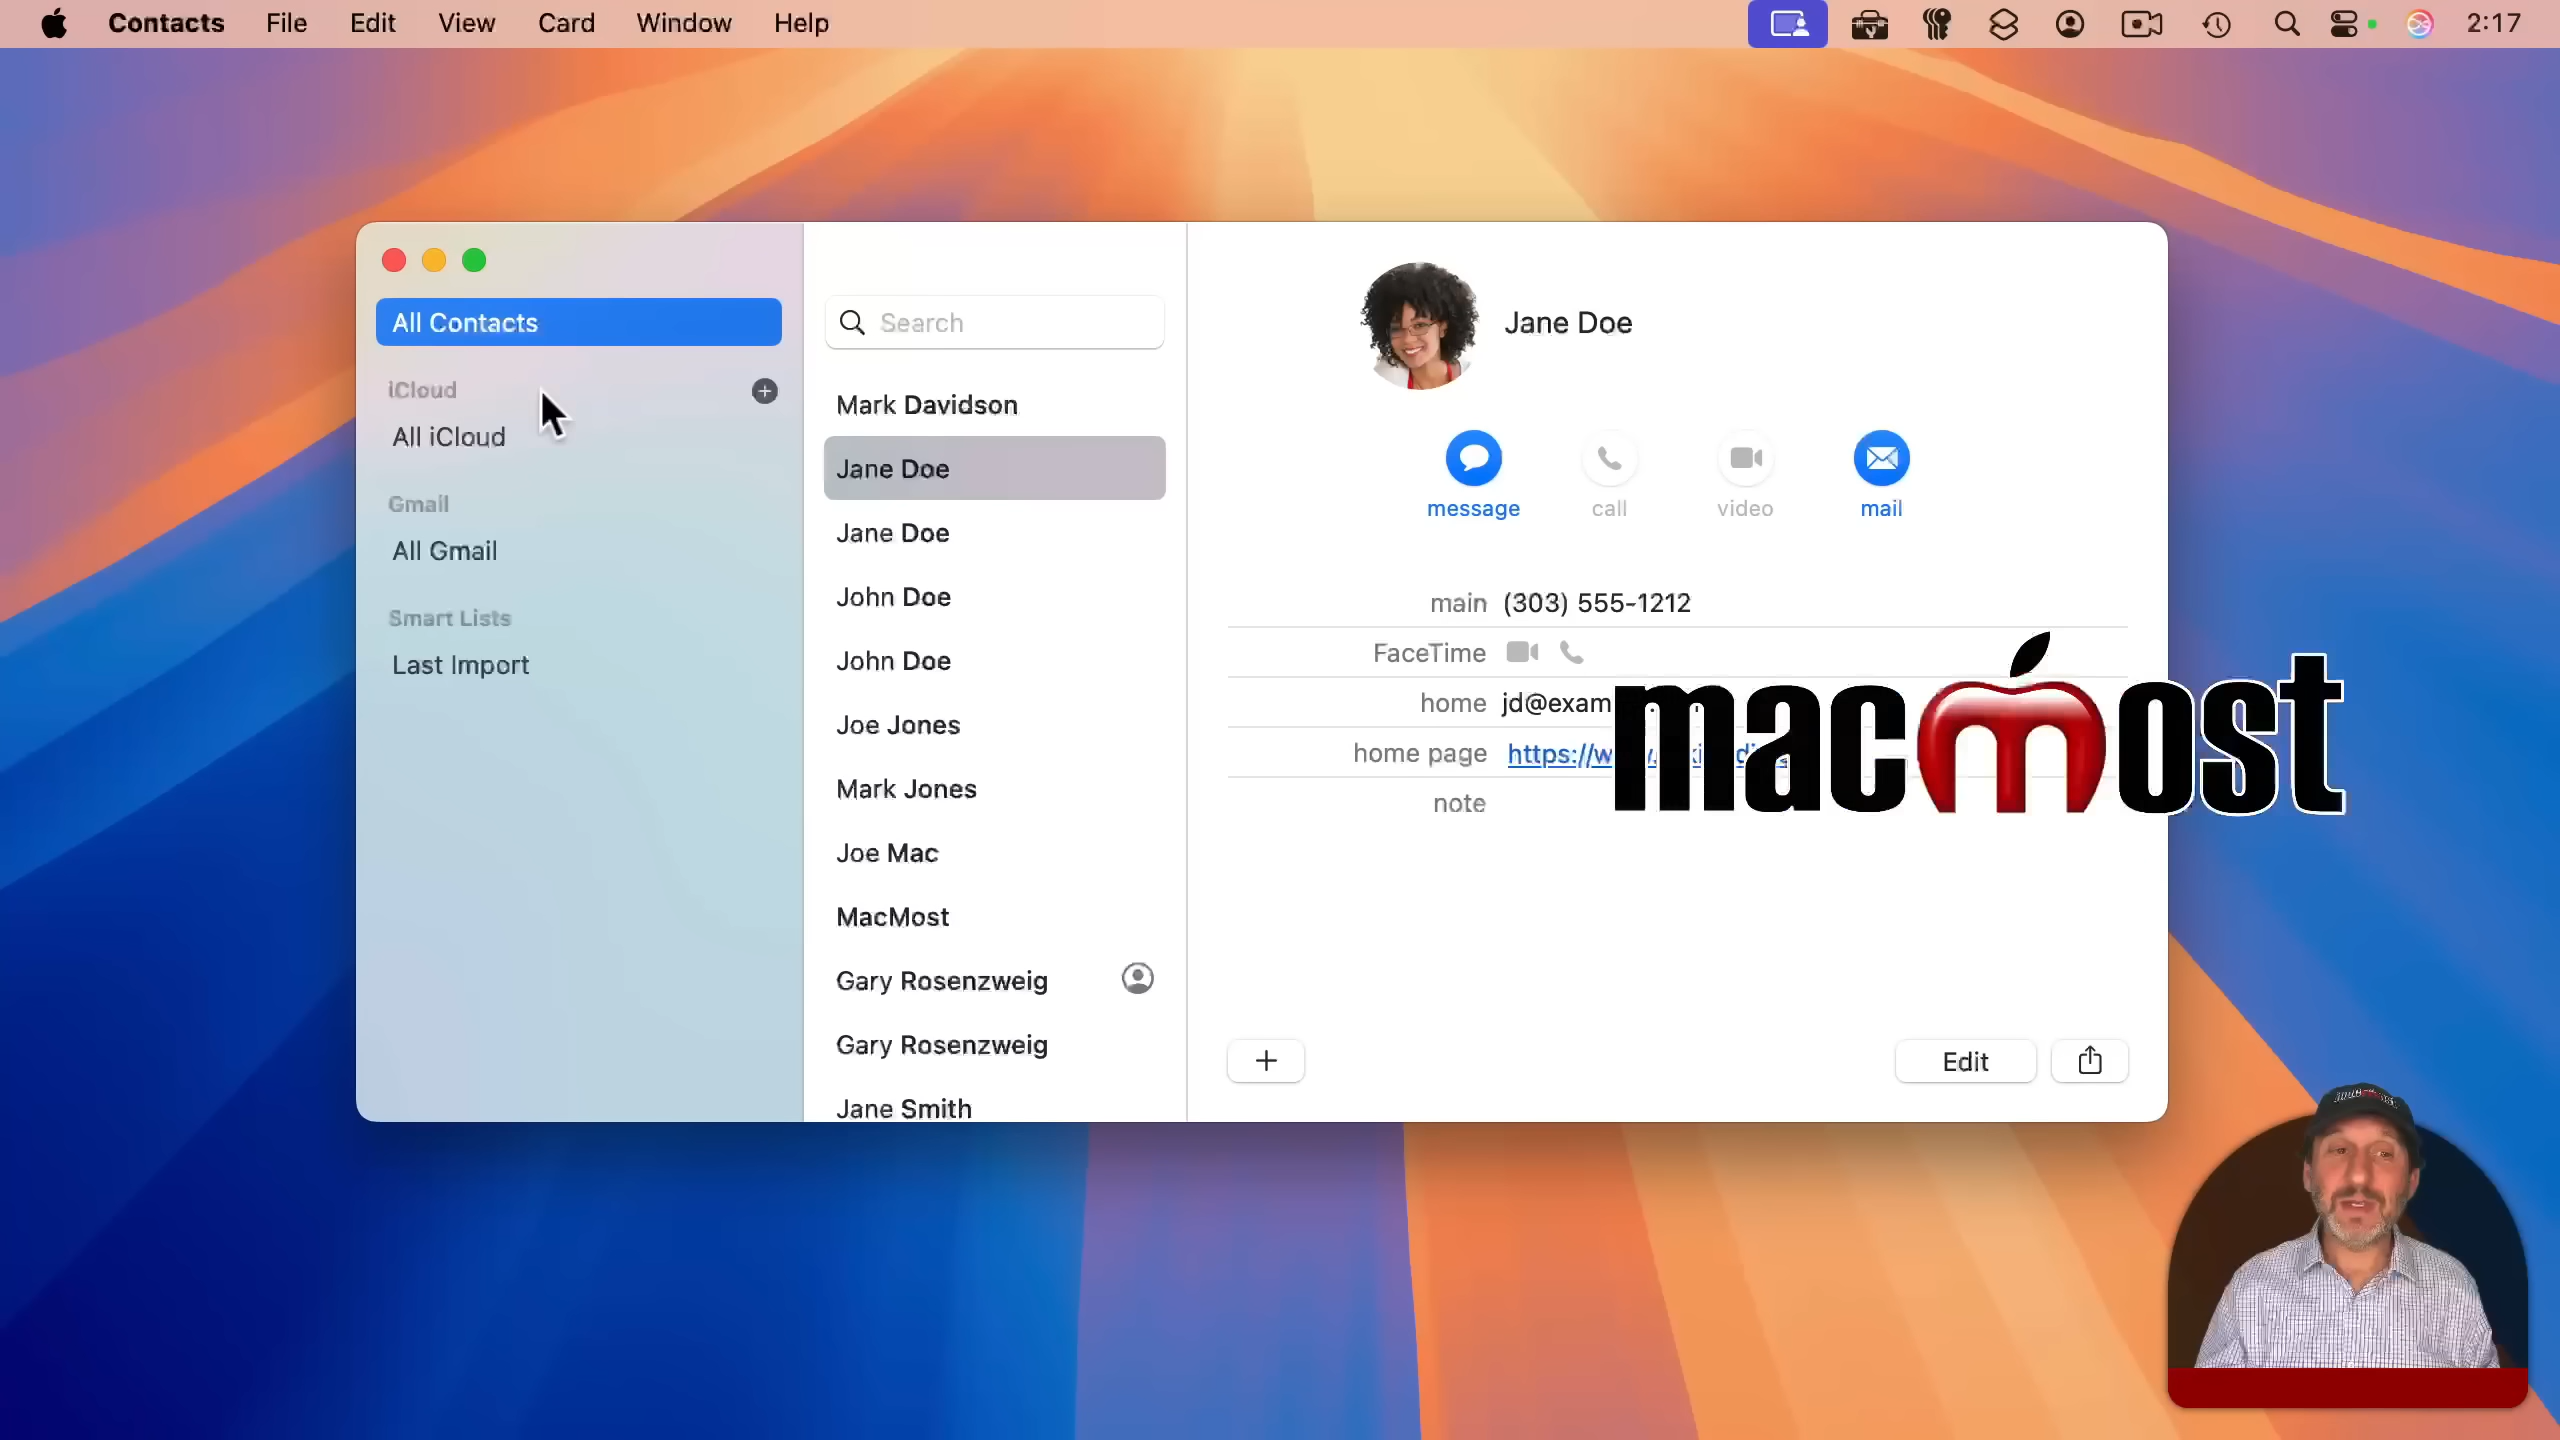 Contacts File Edit View Card Window Help 2:17
All Contacts
iCloud
All iCloud
Gmail
All Gmail
Smart Lists
Last Import
Search
Mark Davidson
Jane Doe
Jane Doe
John Doe
John Doe
Joe Jones
Mark Jones
Joe Mac
MacMost
Gary Rosenzweig
Gary Rosenzweig
Jane Smith
Jane Doe
message call video mail
main (303) 555-1212
FaceTime
home jd@exam
home page https://w
note
macmost
Edit